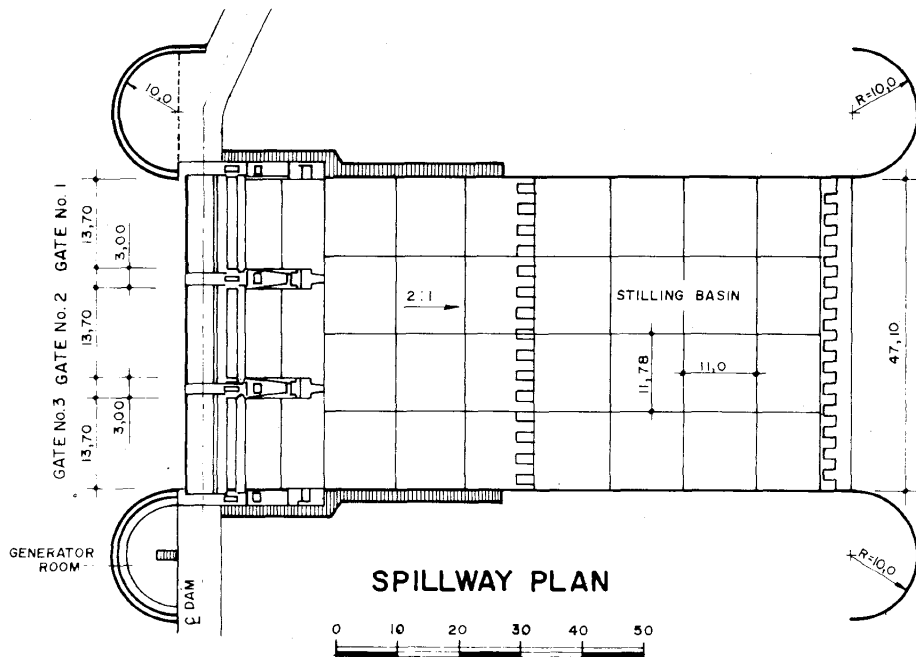 10,0
R=10,0
GATE No. 1
13,70
3,00
GATE No. 2
13,70
3,00
GATE No. 3
13,70
2:1
STILLING BASIN
11,78
11,0
47,10
GENERATOR
ROOM
℄ DAM
R=10,0
SPILLWAY PLAN
0 10 20 30 40 50